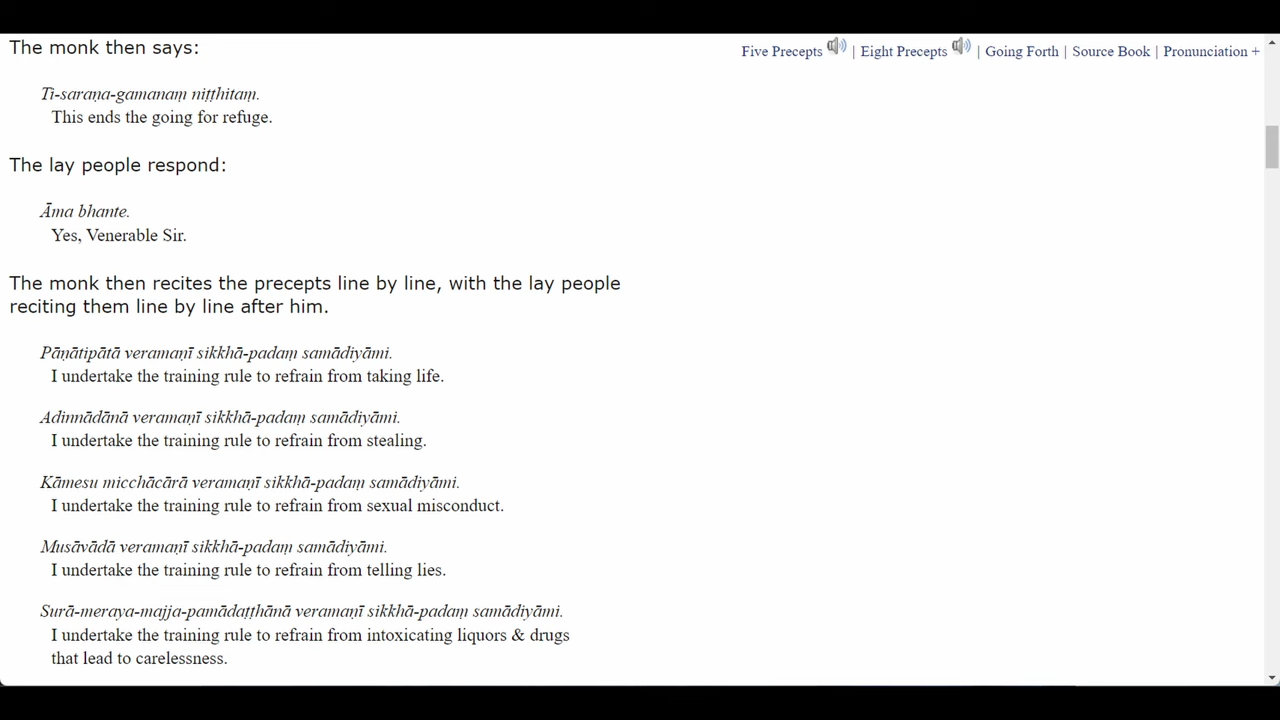 The monk then says:
Five Precepts | Eight Precepts | Going Forth | Source Book | Pronunciation +
Ti-saraṇa-gamanaṃ niṭṭhitaṃ.
This ends the going for refuge.
The lay people respond:
Āma bhante.
Yes, Venerable Sir.
The monk then recites the precepts line by line, with the lay people
reciting them line by line after him.
Pāṇātipātā veramaṇī sikkhā-padaṃ samādiyāmi.
I undertake the training rule to refrain from taking life.
Adinnādānā veramaṇī sikkhā-padaṃ samādiyāmi.
I undertake the training rule to refrain from stealing.
Kāmesu micchācārā veramaṇī sikkhā-padaṃ samādiyāmi.
I undertake the training rule to refrain from sexual misconduct.
Musāvādā veramaṇī sikkhā-padaṃ samādiyāmi.
I undertake the training rule to refrain from telling lies.
Surā-meraya-majja-pamādaṭṭhānā veramaṇī sikkhā-padaṃ samādiyāmi.
I undertake the training rule to refrain from intoxicating liquors & drugs
that lead to carelessness.